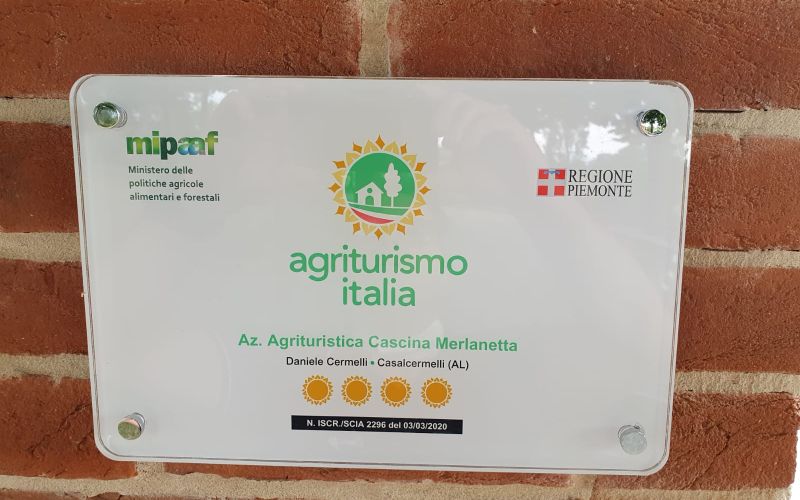 mipaaf
Ministero delle
politiche agricole
alimentari e forestali
REGIONE
PIEMONTE
agriturismo
italia
Az. Agrituristica Cascina Merlanetta
Daniele Cermelli • Casalcermelli (AL)
N. ISCR./SCIA 2296 del 03/03/2020